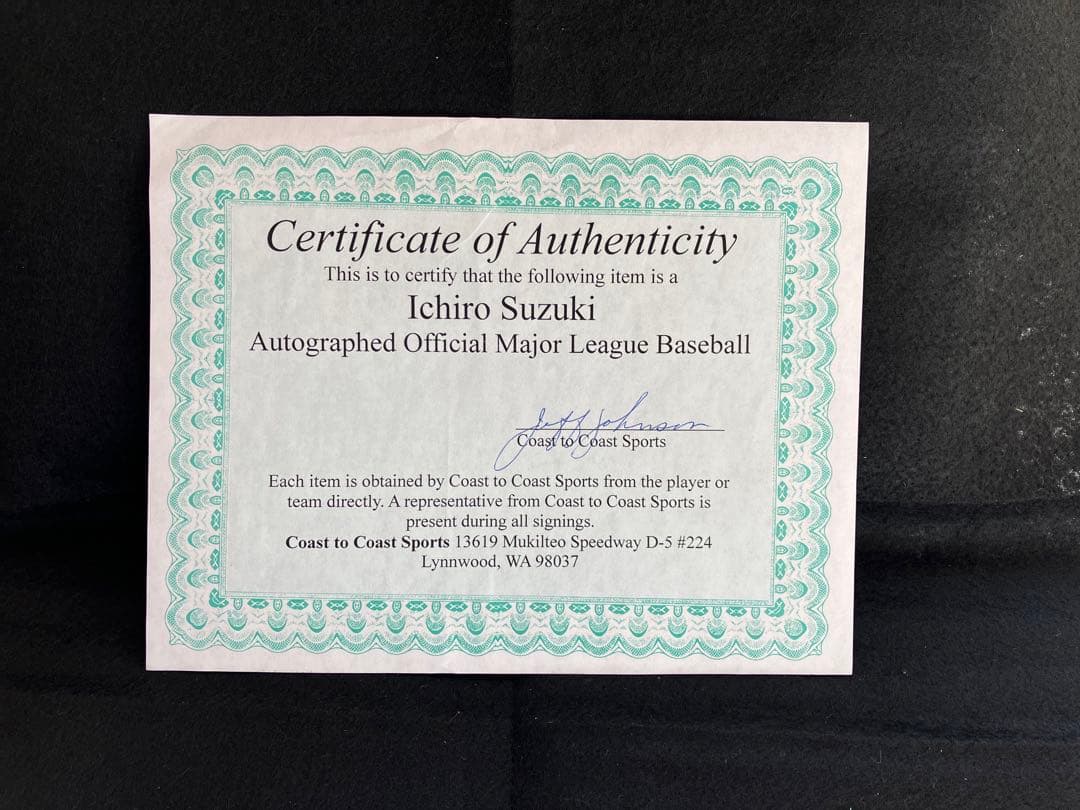 Certificate of Authenticity
This is to certify that the following item is a
Ichiro Suzuki
Autographed Official Major League Baseball
Jeff Johnson
Coast to Coast Sports
Each item is obtained by Coast to Coast Sports from the player or
team directly. A representative from Coast to Coast Sports is
present during all signings.
Coast to Coast Sports 13619 Mukilteo Speedway D-5 #224
Lynnwood, WA 98037